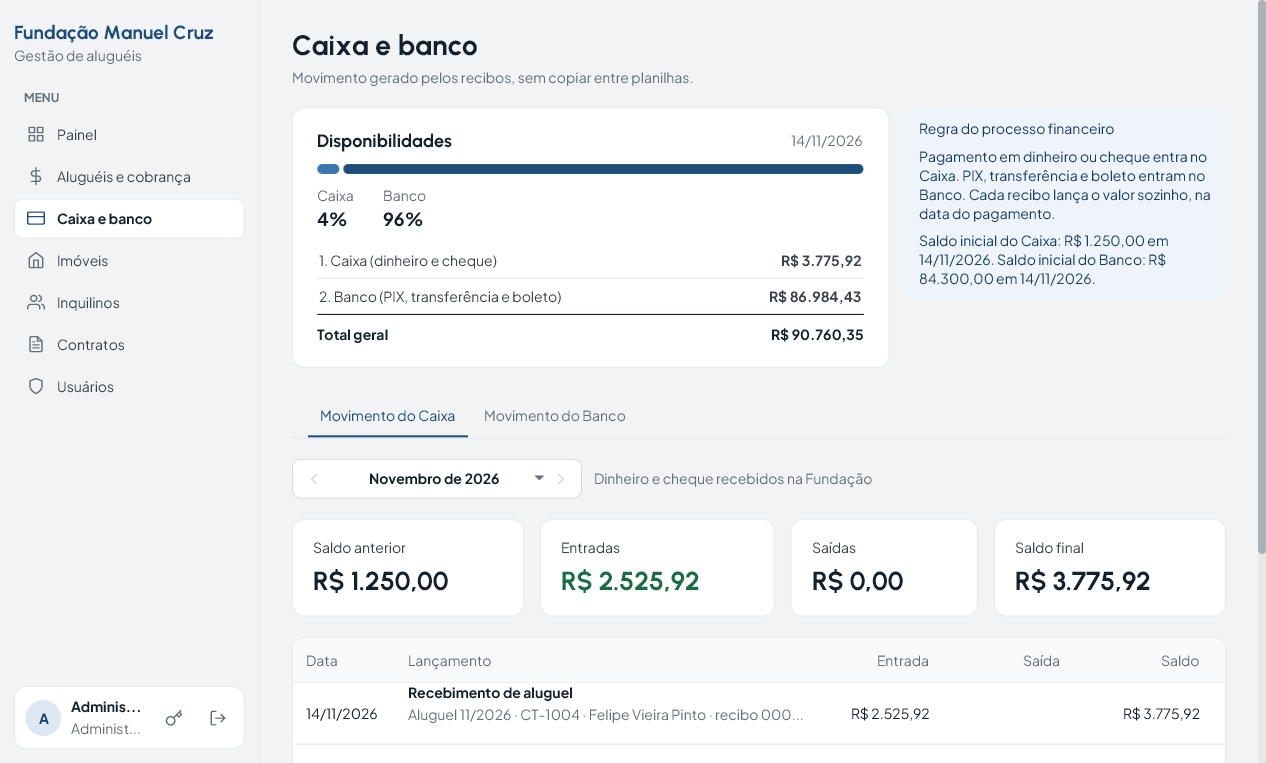 Fundação Manuel Cruz
Gestão de aluguéis
MENU
Painel
Aluguéis e cobrança
Caixa e banco
Imóveis
Inquilinos
Contratos
Usuários
A
Adminis...
Administ...
Caixa e banco
Movimento gerado pelos recibos, sem copiar entre planilhas.
Disponibilidades
14/11/2026
Caixa
Banco
4%
96%
1. Caixa (dinheiro e cheque)
R$ 3.775,92
2. Banco (PIX, transferência e boleto)
R$ 86.984,43
Total geral
R$ 90.760,35
Regra do processo financeiro
Pagamento em dinheiro ou cheque entra no
Caixa. PIX, transferência e boleto entram no
Banco. Cada recibo lança o valor sozinho, na
data do pagamento.
Saldo inicial do Caixa: R$ 1.250,00 em
14/11/2026. Saldo inicial do Banco: R$
84.300,00 em 14/11/2026.
Movimento do Caixa
Movimento do Banco
Novembro de 2026
Dinheiro e cheque recebidos na Fundação
Saldo anterior
R$ 1.250,00
Entradas
R$ 2.525,92
Saídas
R$ 0,00
Saldo final
R$ 3.775,92
Data
Lançamento
Entrada
Saída
Saldo
14/11/2026
Recebimento de aluguel
Aluguel 11/2026 · CT-1004 · Felipe Vieira Pinto · recibo 000...
R$ 2.525,92
R$ 3.775,92